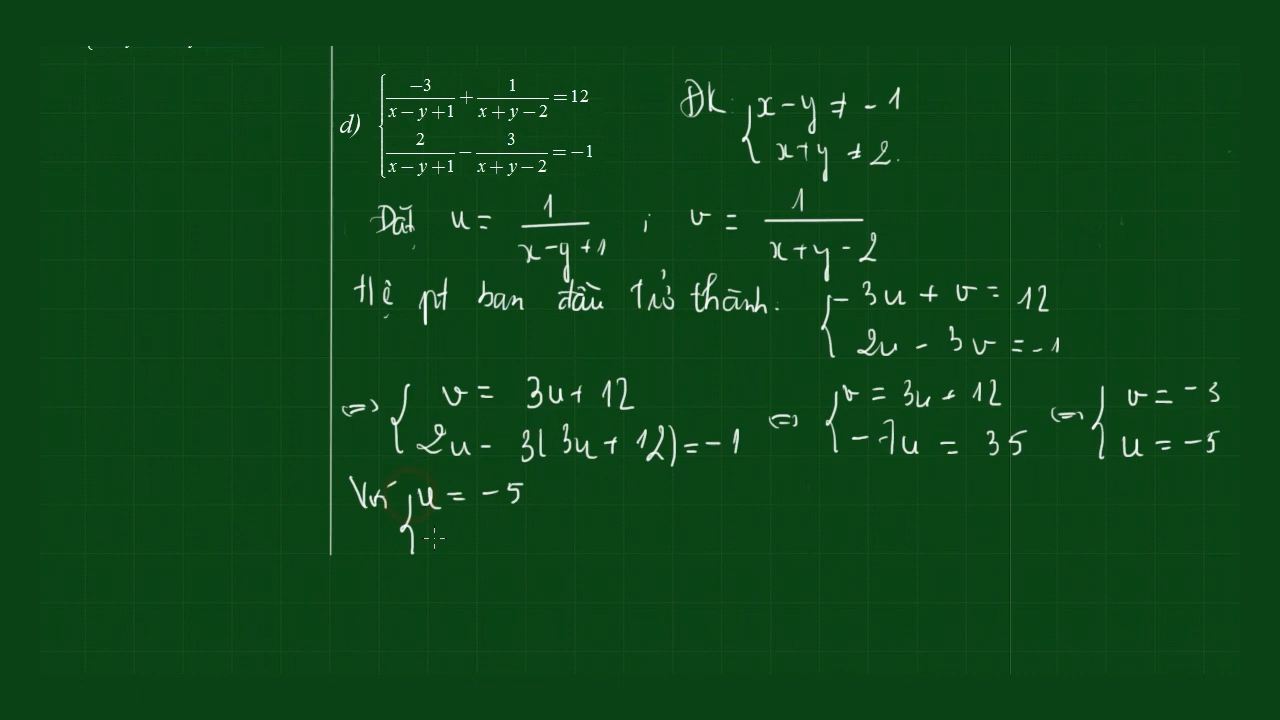 d) { -3/(x-y+1) + 1/(x+y-2) = 12
2/(x-y+1) - 3/(x+y-2) = -1
ĐK: { x-y ≠ -1
x+y ≠ 2.
Đặt u = 1/(x-y+1) ; v = 1/(x+y-2)
Hệ pt ban đầu trở thành. { -3u + v = 12
2u - 3v = -1
<=> { v = 3u + 12
2u - 3(3u + 12) = -1
<=> { v = 3u + 12
-7u = 35
<=> { v = -3
u = -5
Với { u = -5